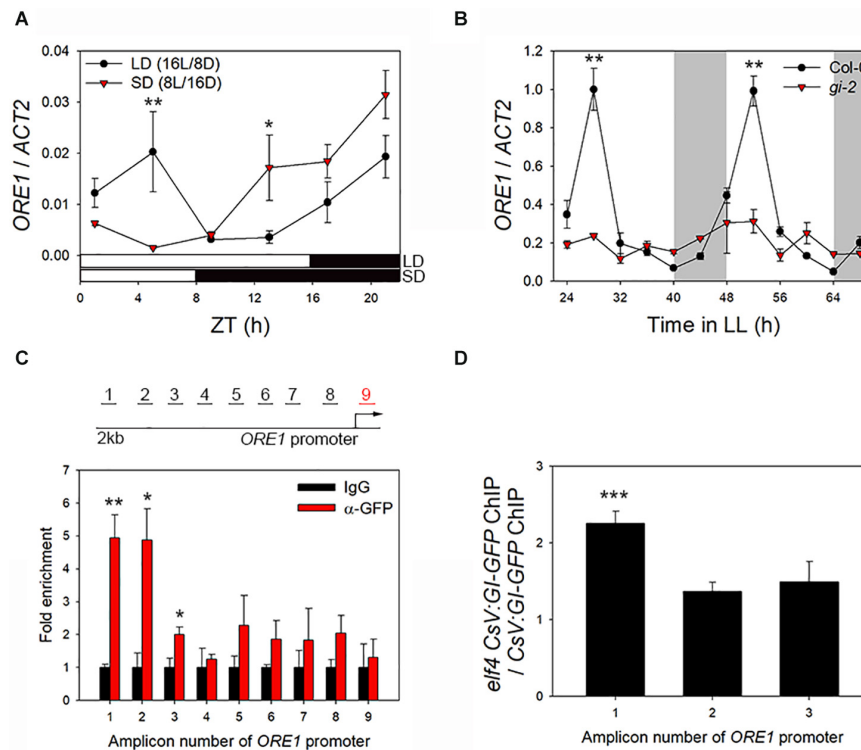 A
ORE1 / ACT2
0.04
0.03
0.02
0.01
0.00
LD (16L/8D)
SD (8L/16D)
**
*
LD
SD
0 5 10 15 20
ZT (h)
B
ORE1 / ACT2
1.2
1.0
0.8
0.6
0.4
0.2
0.0
**
**
gi-2
24 32 40 48 56 64
Time in LL (h)
C
1 2 3 4 5 6 7 8 9
2kb
ORE1 promoter
Fold enrichment
7
6
5
4
3
2
1
0
IgG
α-GFP
**
*
*
1 2 3 4 5 6 7 8 9
Amplicon number of ORE1 promoter
D
elf4 CsV:GI-GFP ChIP
/ CsV:GI-GFP ChIP
3
2
1
0
***
1 2 3
Amplicon number of ORE1 promoter